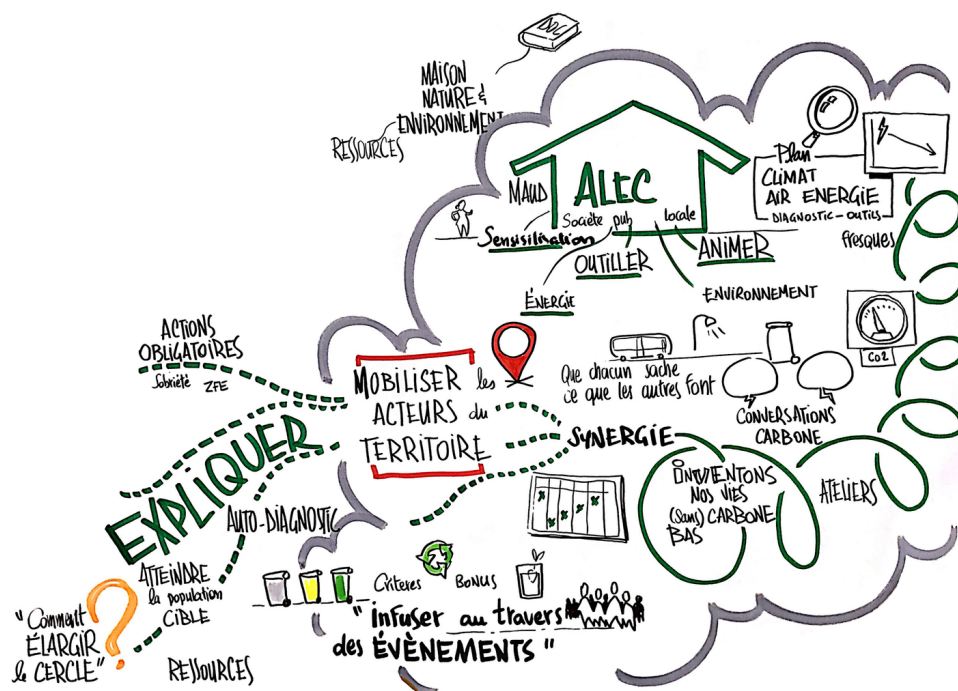 DOC
MAISON
NATURE &
ENVIRONNEMENT
RESSOURCES
ALEC
MAUD
Société pub locale
Sensisilisation
OUTILLER
ANIMER
ÉNERGIE
ENVIRONNEMENT
Plan
CLIMAT
AIR ENERGIE
DIAGNOSTIC - OUTILS
fresques
CO2
ACTIONS
OBLIGATOIRES
Sobriété ZFE
MOBILISER les
ACTEURS du
TERRITOIRE
Que chacun sache
ce que les autres font
CONVERSATIONS
CARBONE
SYNERGIE
EXPLIQUER
AUTO-DIAGNOSTIC
NOS VIES
(Sans) CARBONE
BAS
ATELIERS
ATTEINDRE
la population
CIBLE
"Comment
ÉLARGIR
le CERCLE"
?
RESSOURCES
Critères BONUS
"infuser au travers
des ÉVÈNEMENTS"